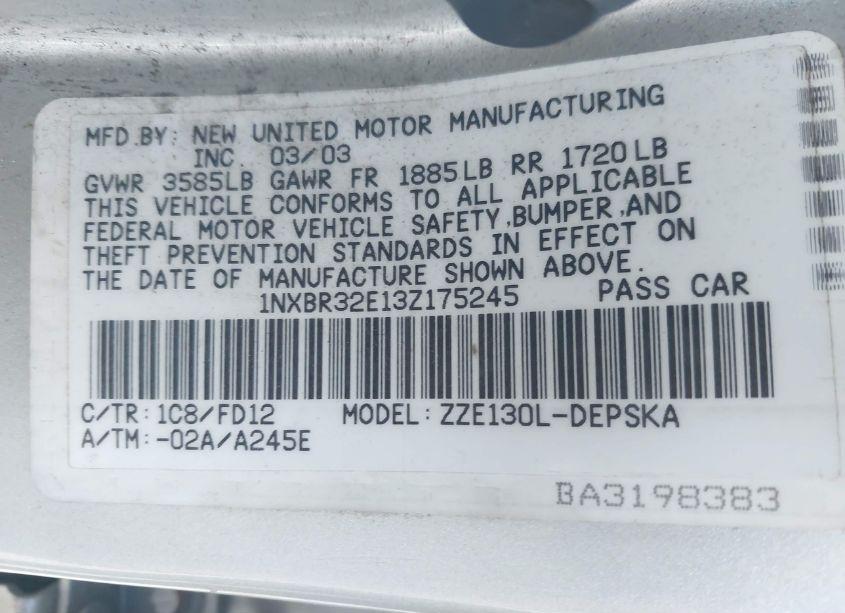 MFD.BY: NEW UNITED MOTOR MANUFACTURING
INC. 03/03
GVWR 3585LB GAWR FR 1885LB RR 1720LB
THIS VEHICLE CONFORMS TO ALL APPLICABLE
FEDERAL MOTOR VEHICLE SAFETY,BUMPER,AND
THEFT PREVENTION STANDARDS IN EFFECT ON
THE DATE OF MANUFACTURE SHOWN ABOVE.
1NXBR32E13Z175245 PASS CAR
C/TR:1C8/FD12 MODEL:ZZE130L-DEPSKA
A/TM:-02A/A245E
BA3198383